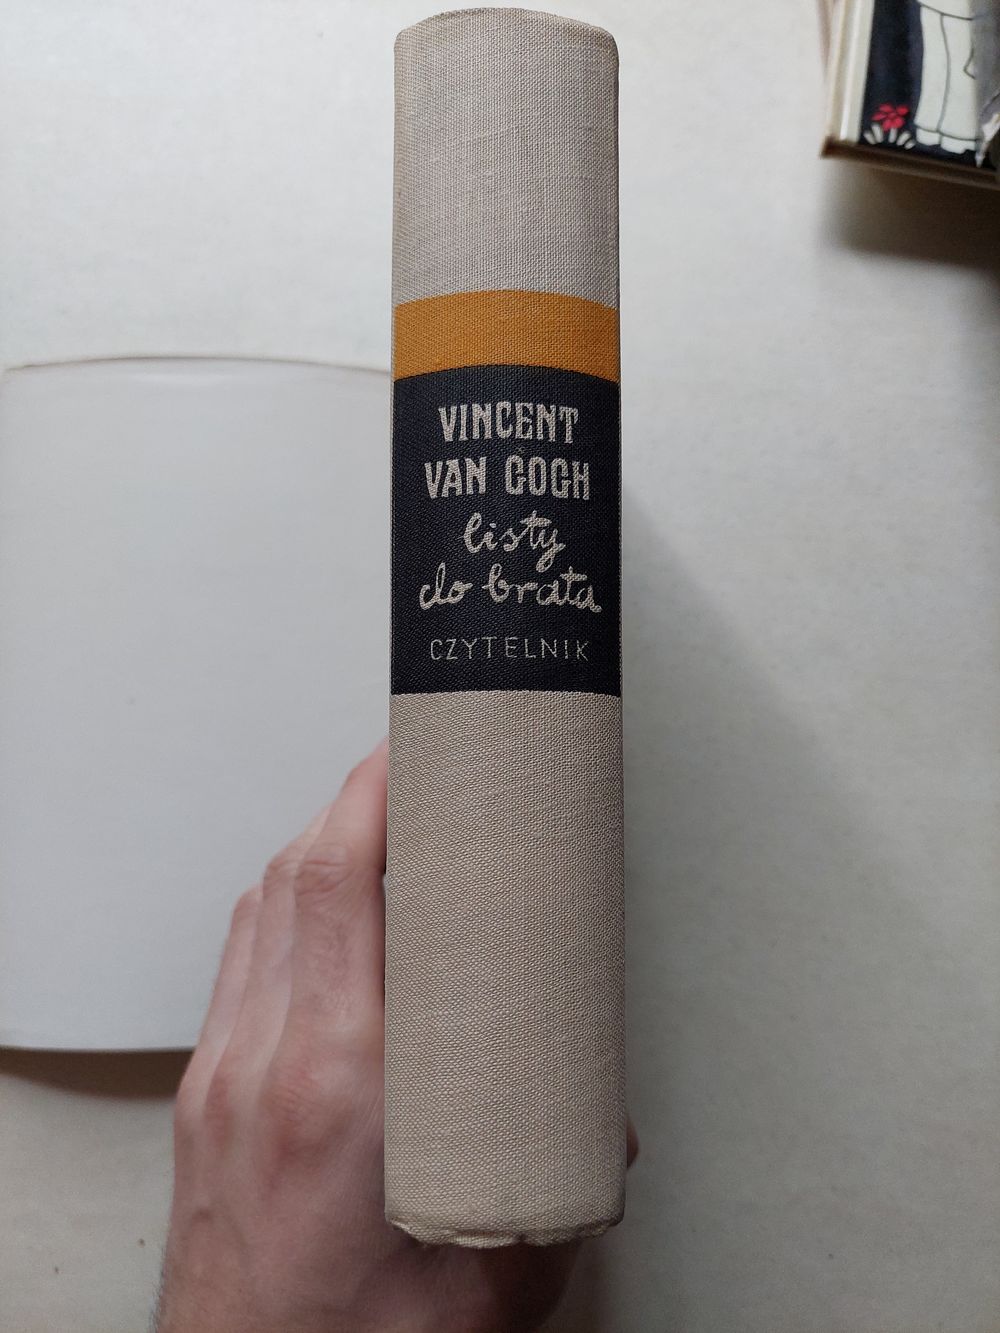 VINCENT
VAN GOGH
listy
do brata
CZYTELNIK